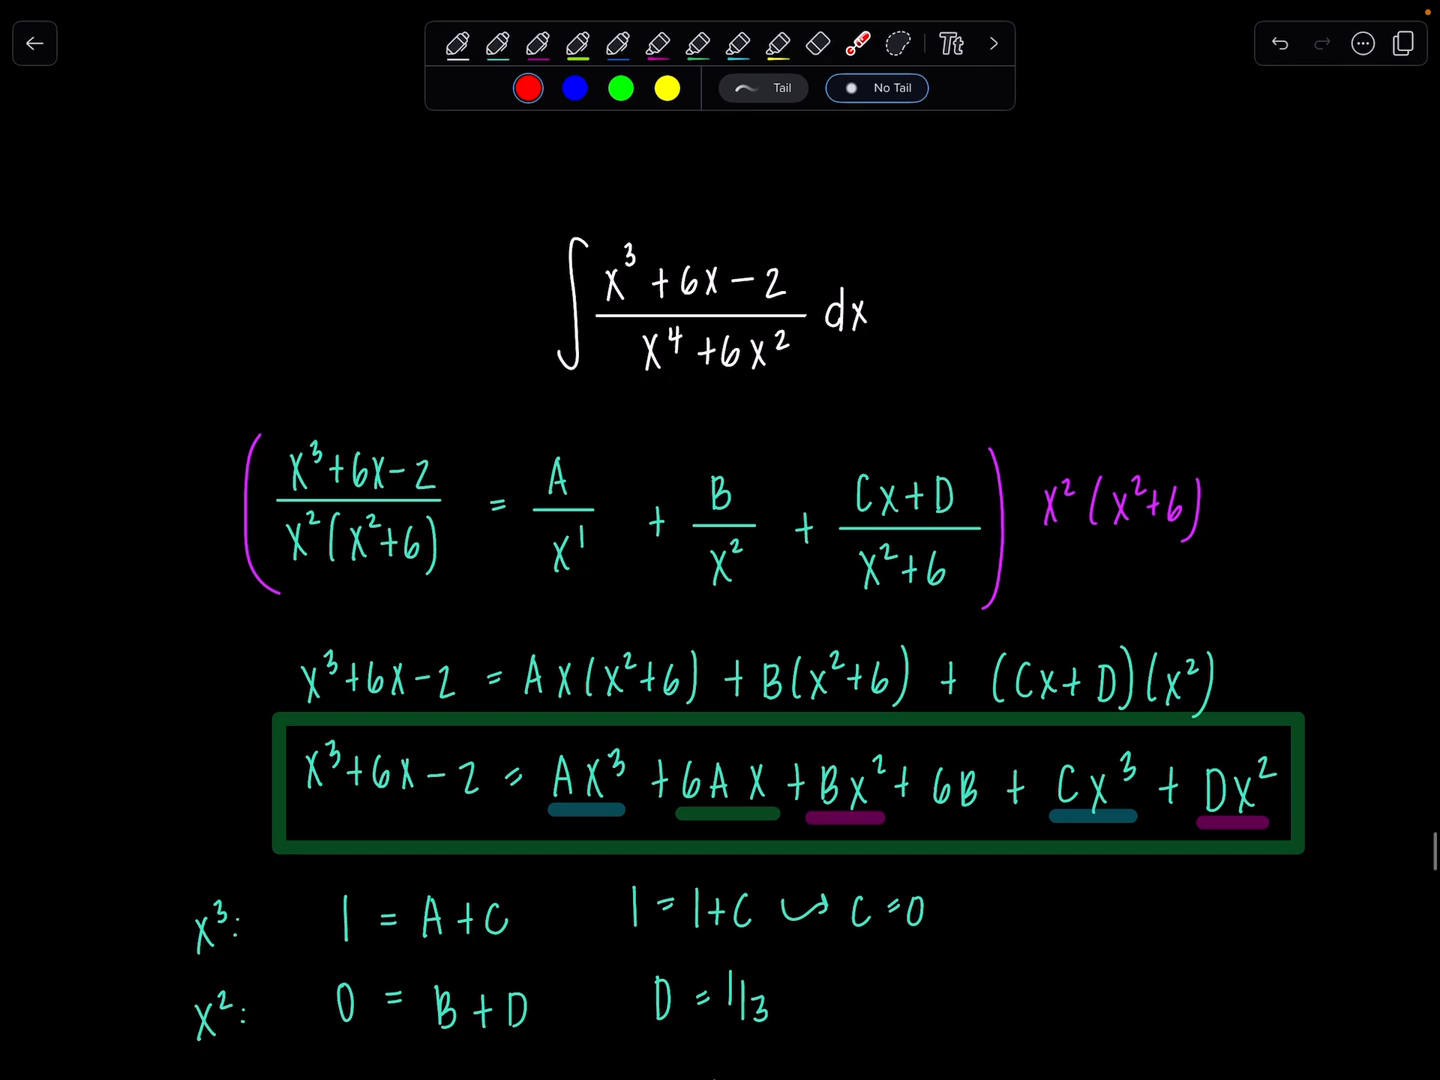 Tt
Tail
No Tail
∫ x³ + 6x − 2 / x⁴ + 6x² dx
( x³ + 6x − 2 / x²(x² + 6) = A / x¹ + B / x² + Cx + D / x² + 6 ) x²(x² + 6)
x³ + 6x − 2 = Ax(x² + 6) + B(x² + 6) + (Cx + D)(x²)
x³ + 6x − 2 = Ax³ + 6Ax + Bx² + 6B + Cx³ + Dx²
x³: 1 = A + C 1 = 1 + C ⤳ C = 0
x²: 0 = B + D D = 1/3